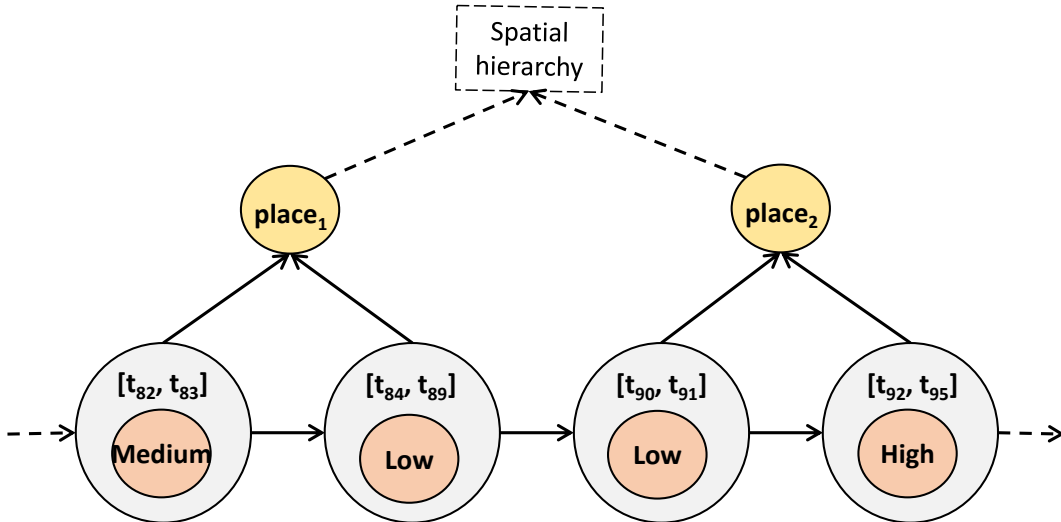 Spatial
hierarchy
place₁
place₂
[t₈₂, t₈₃]
[t₈₄, t₈₉]
[t₉₀, t₉₁]
[t₉₂, t₉₅]
Medium
Low
Low
High